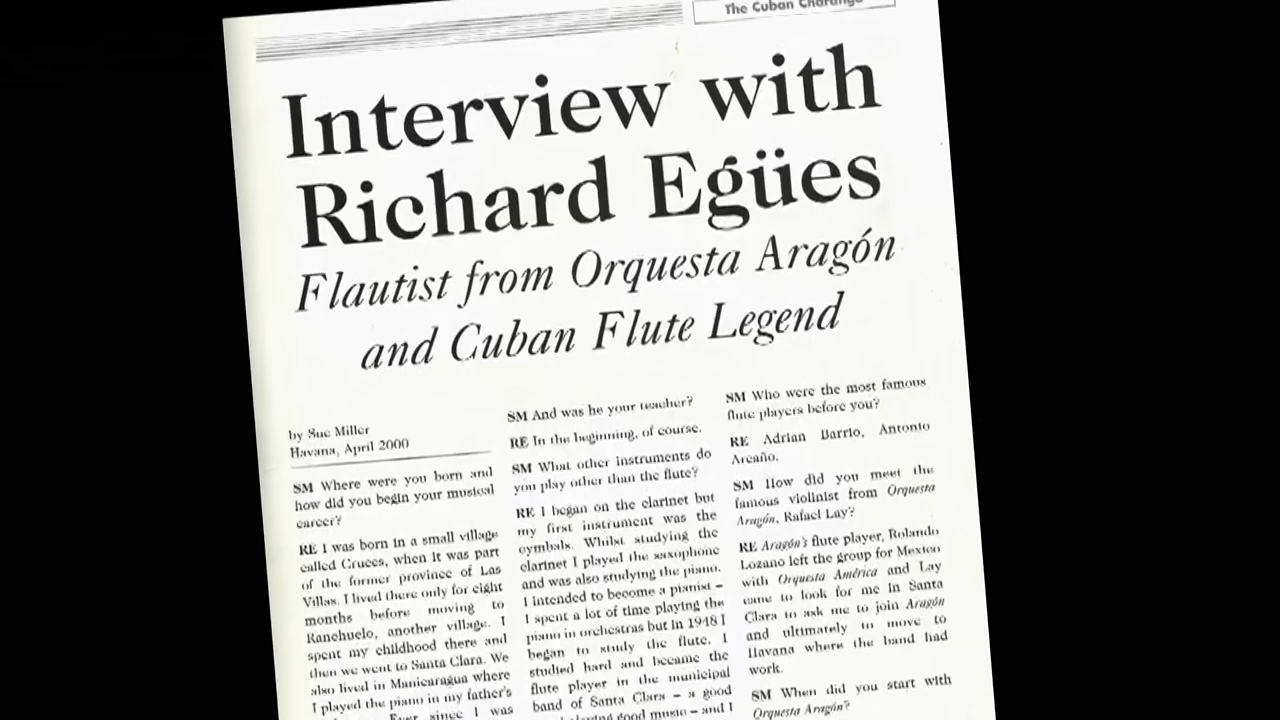 The Cuban Charanga
Interview with
Richard Egües
Flautist from Orquesta Aragón
and Cuban Flute Legend
by Sue Miller
Havana, April 2000
SM Where were you born and
how did you begin your musical
career?
RE I was born in a small village
called Cruces, when it was part
of the former province of Las
Villas. I lived there only for eight
months before moving to
Ranchuelo, another village. I
spent my childhood there and
then we went to Santa Clara. We
also lived in Manicaragua where
I played the piano in my father's
Ever since I was
SM And was he your teacher?
RE In the beginning, of course.
SM What other instruments do
you play other than the flute?
RE I began on the clarinet but
my first instrument was the
cymbals. Whilst studying the
clarinet I played the saxophone
and was also studying the piano.
I intended to become a pianist –
I spent a lot of time playing the
piano in orchestras but in 1948 I
began to study the flute. I
studied hard and became the
flute player in the municipal
band of Santa Clara – a good
playing good music – and I
SM Who were the most famous
flute players before you?
RE Adrian Barrio, Antonio
Arcaño.
SM How did you meet the
famous violinist from Orquesta
Aragón, Rafael Lay?
RE Aragón's flute player, Rolando
Lozano left the group for Mexico
with Orquesta América and Lay
came to look for me in Santa
Clara to ask me to join Aragón
and ultimately to move to
Havana where the band had
work.
SM When did you start with
Orquesta Aragón?